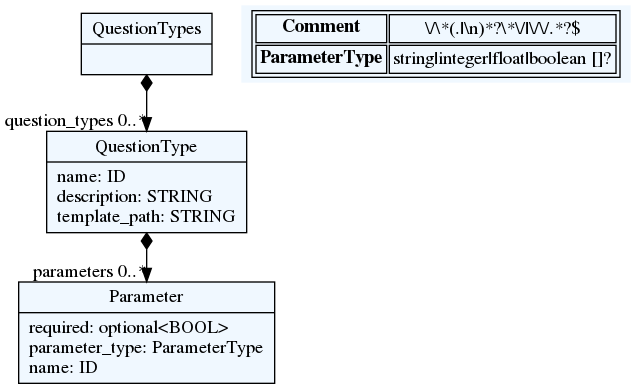 QuestionTypes
Comment \/\*(.|\n)*?\*\/|\/\/.*?$
ParameterType string|integer|float|boolean []?
question_types 0..*
QuestionType
name: ID
description: STRING
template_path: STRING
parameters 0..*
Parameter
required: optional<BOOL>
parameter_type: ParameterType
name: ID